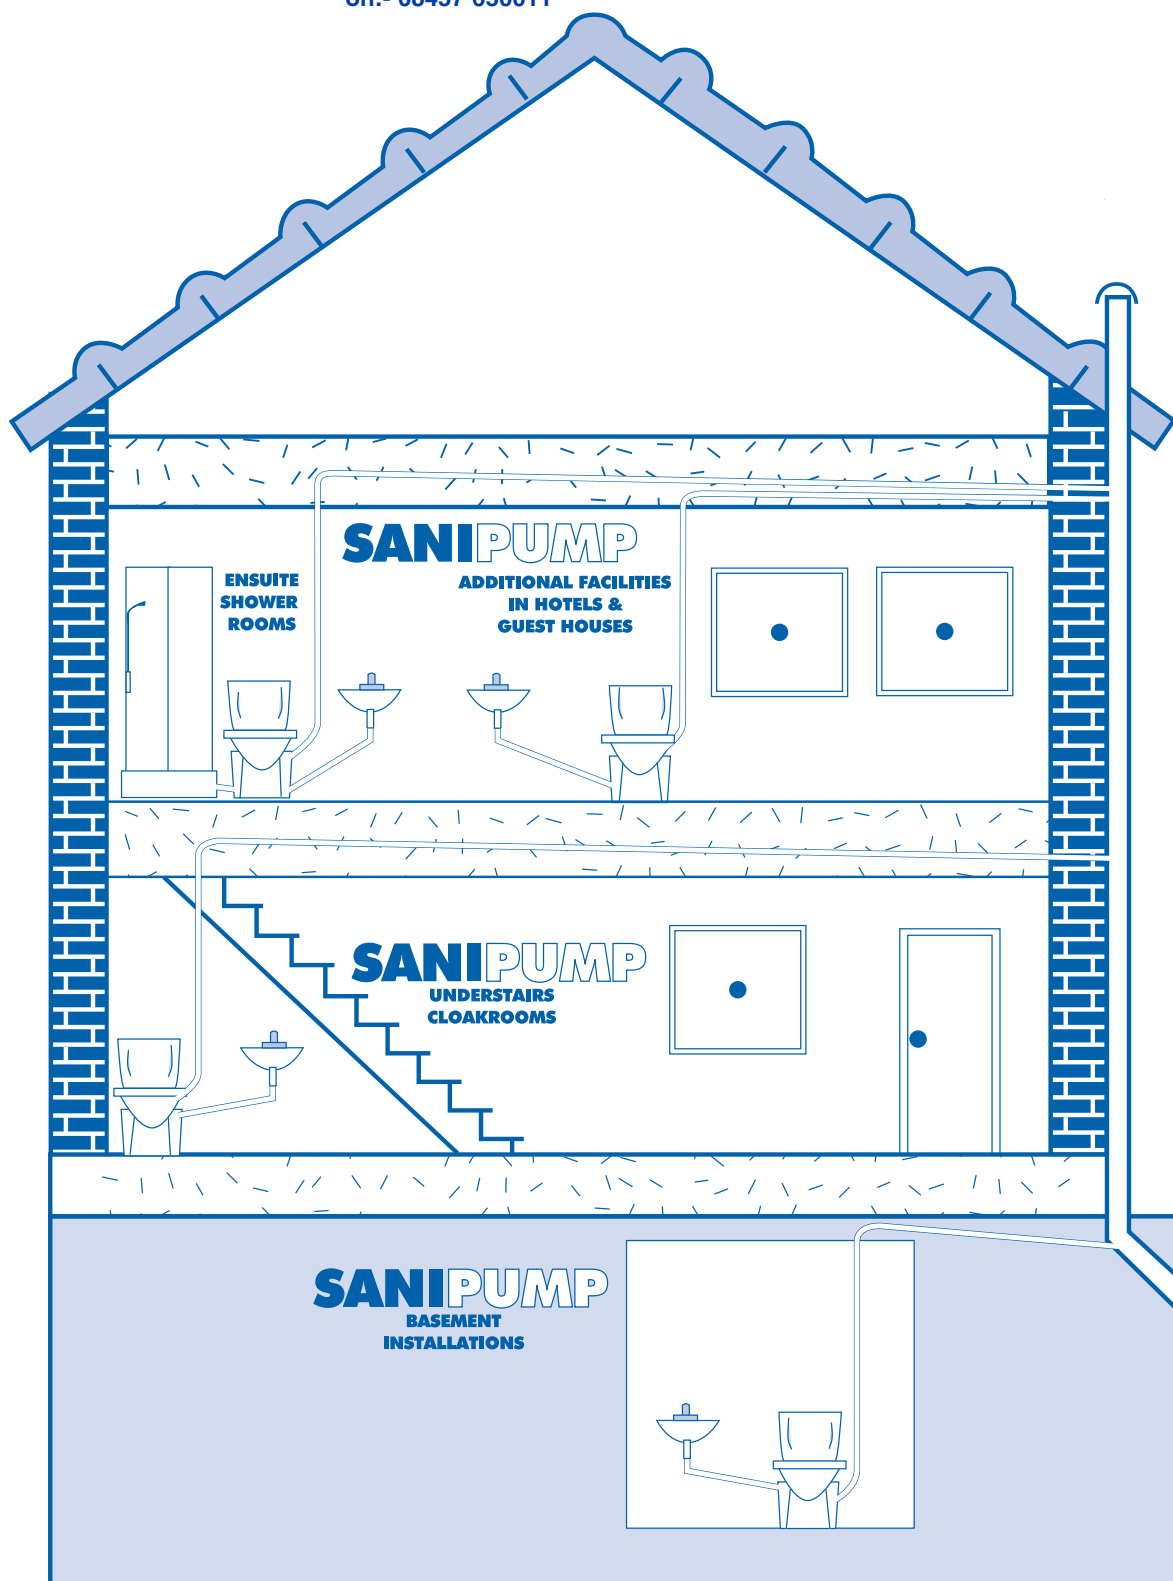 SANIPUMP
ENSUITE
SHOWER
ROOMS
ADDITIONAL FACILITIES
IN HOTELS &
GUEST HOUSES
SANIPUMP
UNDERSTAIRS
CLOAKROOMS
SANIPUMP
BASEMENT
INSTALLATIONS